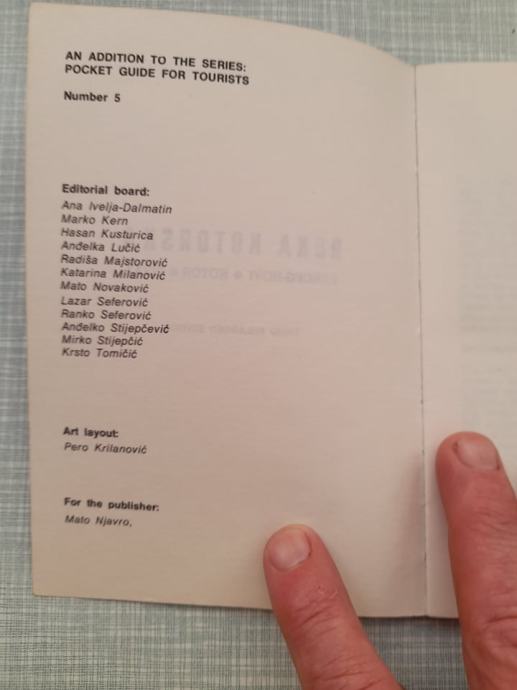 AN ADDITION TO THE SERIES:
POCKET GUIDE FOR TOURISTS
Number 5
Editorial board:
Ana Ivelja-Dalmatin
Marko Kern
Hasan Kusturica
Anđelka Lučić
Radiša Majstorović
Katarina Milanović
Mato Novaković
Lazar Seferović
Ranko Seferović
Anđelko Stijepčević
Mirko Stijepčić
Krsto Tomičić
Art layout:
Pero Krilanović
For the publisher:
Mato Njavro,